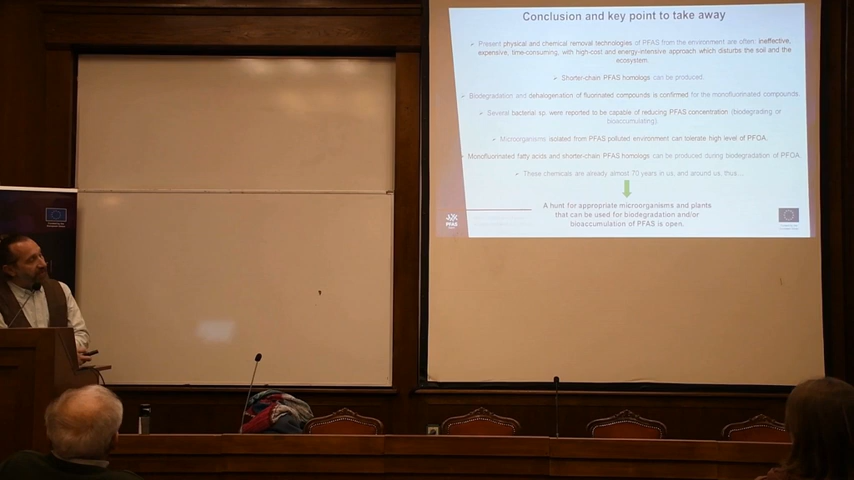 Conclusion and key point to take away
➢ Present physical and chemical removal technologies of PFAS from the environment are often: ineffective,
expensive, time-consuming, with high-cost and energy-intensive approach which disturbs the soil and the
ecosystem.
➢ Shorter-chain PFAS homologs can be produced.
➢ Biodegradation and dehalogenation of fluorinated compounds is confirmed for the monofluorinated compounds.
➢ Several bacterial sp. were reported to be capable of reducing PFAS concentration (biodegrading or
bioaccumulating).
➢ Microorganisms isolated from PFAS polluted environment can tolerate high level of PFOA.
➢ Monofluorinated fatty acids and shorter-chain PFAS homologs can be produced during biodegradation of PFOA.
➢ These chemicals are already almost 70 years in us, and around us, thus…
A hunt for appropriate microorganisms and plants
that can be used for biodegradation and/or
bioaccumulation of PFAS is open.
PFAS